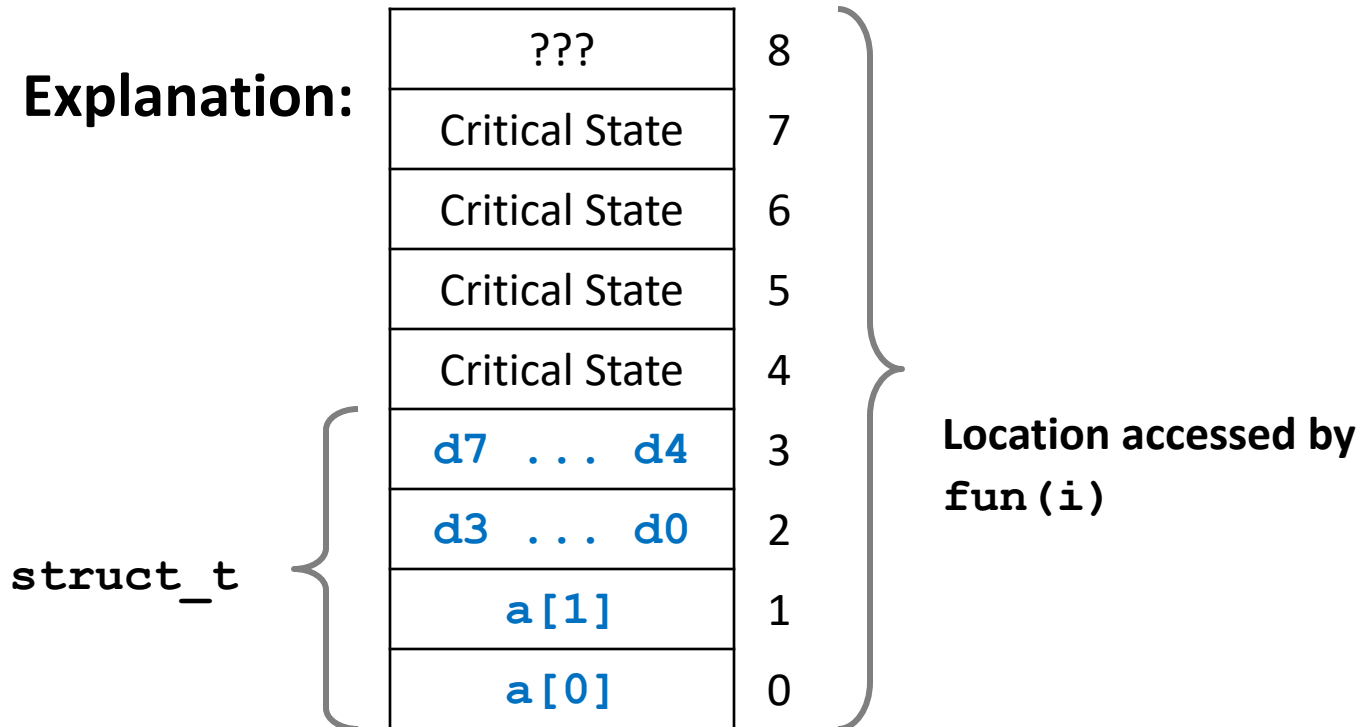 Explanation:
??? 8
Critical State 7
Critical State 6
Critical State 5
Critical State 4
d7 ... d4 3
d3 ... d0 2
a[1] 1
a[0] 0
struct_t
Location accessed by
fun(i)